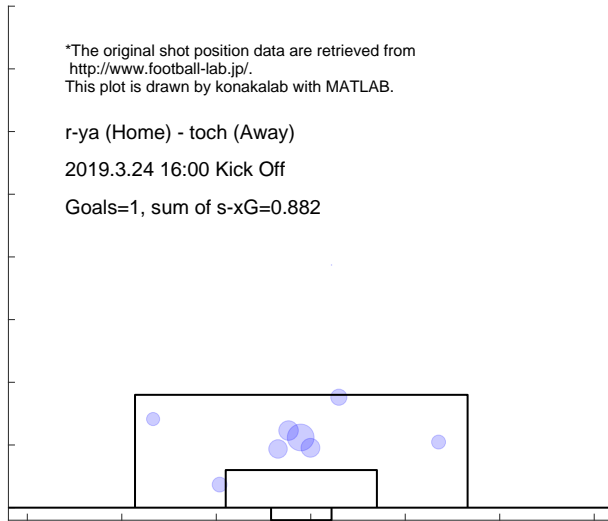 *The original shot position data are retrieved from
http://www.football-lab.jp/.
This plot is drawn by konakalab with MATLAB.
r-ya (Home) - toch (Away)
2019.3.24 16:00 Kick Off
Goals=1, sum of s-xG=0.882